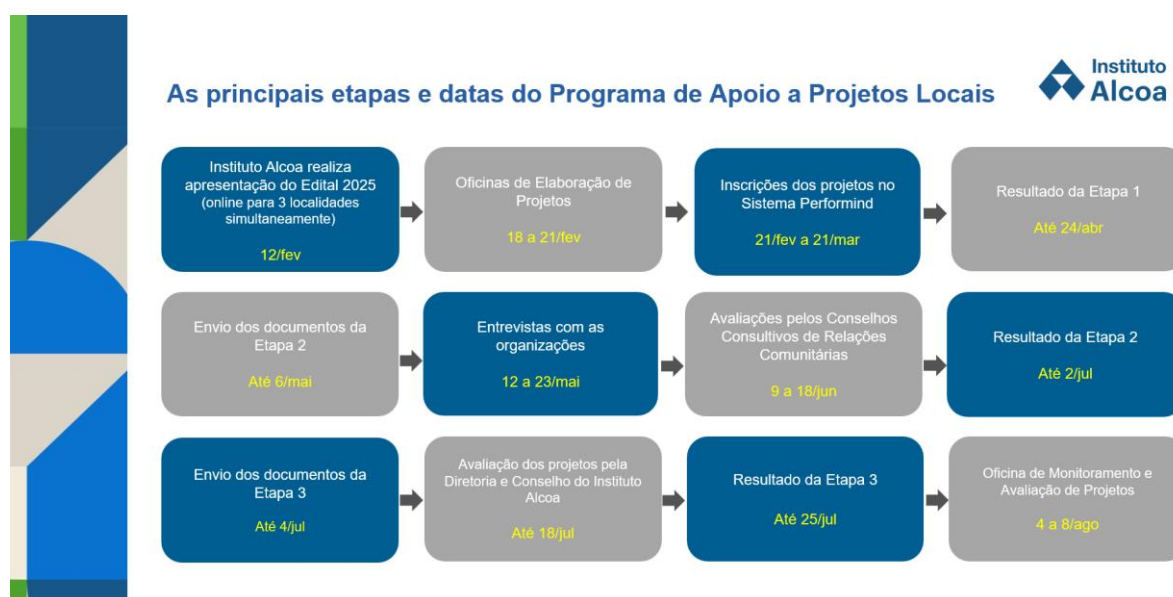 Instituto
Alcoa
As principais etapas e datas do Programa de Apoio a Projetos Locais
Instituto Alcoa realiza
apresentação do Edital 2025
(online para 3 localidades
simultaneamente)
12/fev
Oficinas de Elaboração de
Projetos
18 a 21/fev
Inscrições dos projetos no
Sistema Performind
21/fev a 21/mar
Resultado da Etapa 1
Até 24/abr
Envio dos documentos da
Etapa 2
Até 6/mai
Entrevistas com as
organizações
12 a 23/mai
Avaliações pelos Conselhos
Consultivos de Relações
Comunitárias
9 a 18/jun
Resultado da Etapa 2
Até 2/jul
Envio dos documentos da
Etapa 3
Até 4/jul
Avaliação dos projetos pela
Diretoria e Conselho do Instituto
Alcoa
Até 18/jul
Resultado da Etapa 3
Até 25/jul
Oficina de Monitoramento e
Avaliação de Projetos
4 a 8/ago